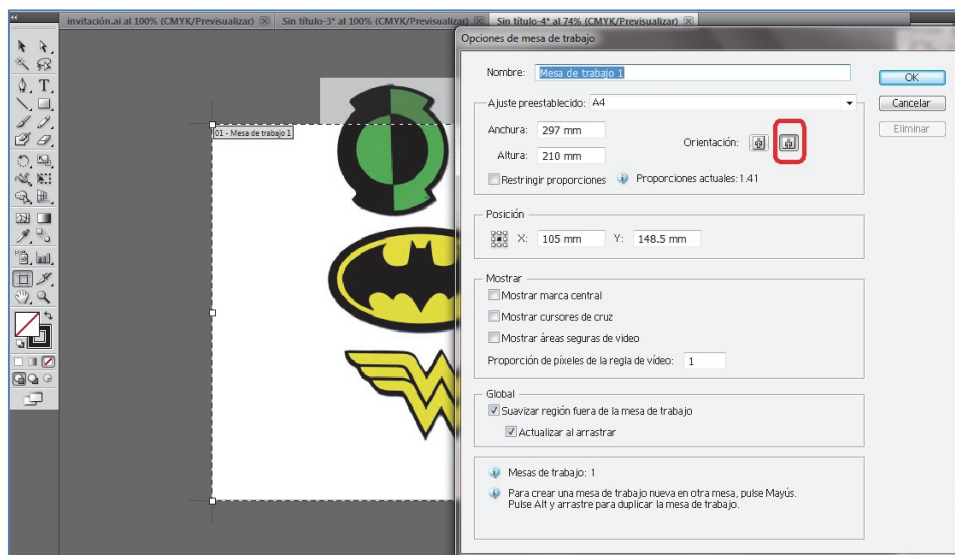 invitación.ai al 100% (CMYK/Previsualizar)
Sin título-3* al 100% (CMYK/Previsualizar)
Sin título-4* al 74% (CMYK/Previsualizar)
Opciones de mesa de trabajo
01 - Mesa de trabajo 1
Nombre: Mesa de trabajo 1
OK
Ajuste preestablecido: A4
Cancelar
Anchura: 297 mm
Orientación:
Eliminar
Altura: 210 mm
Restringir proporciones
Proporciones actuales:1.41
Posición
X: 105 mm Y: 148.5 mm
Mostrar
Mostrar marca central
Mostrar cursores de cruz
Mostrar áreas seguras de video
Proporción de píxeles de la regla de vídeo: 1
Global
Suavizar región fuera de la mesa de trabajo
Actualizar al arrastrar
Mesas de trabajo: 1
Para crear una mesa de trabajo nueva en otra mesa, pulse Mayús.
Pulse Alt y arrastre para duplicar la mesa de trabajo.